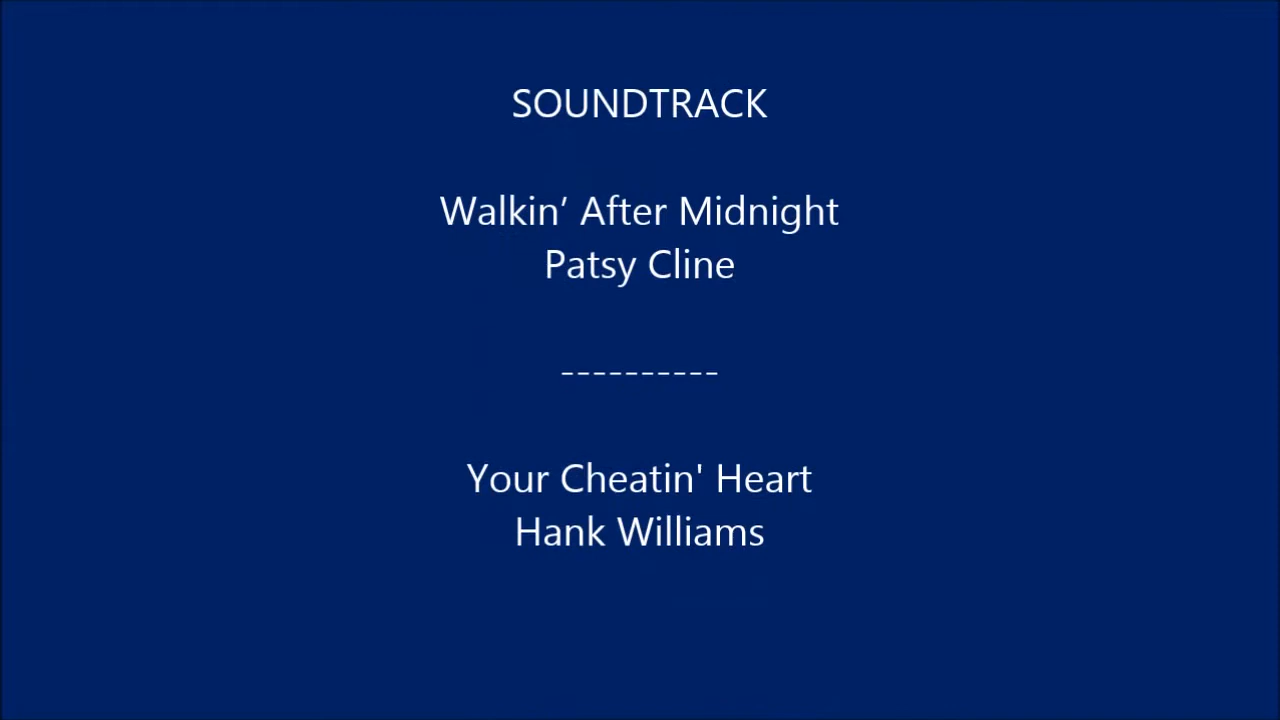 SOUNDTRACK
Walkin’ After Midnight
Patsy Cline
----------
Your Cheatin' Heart
Hank Williams